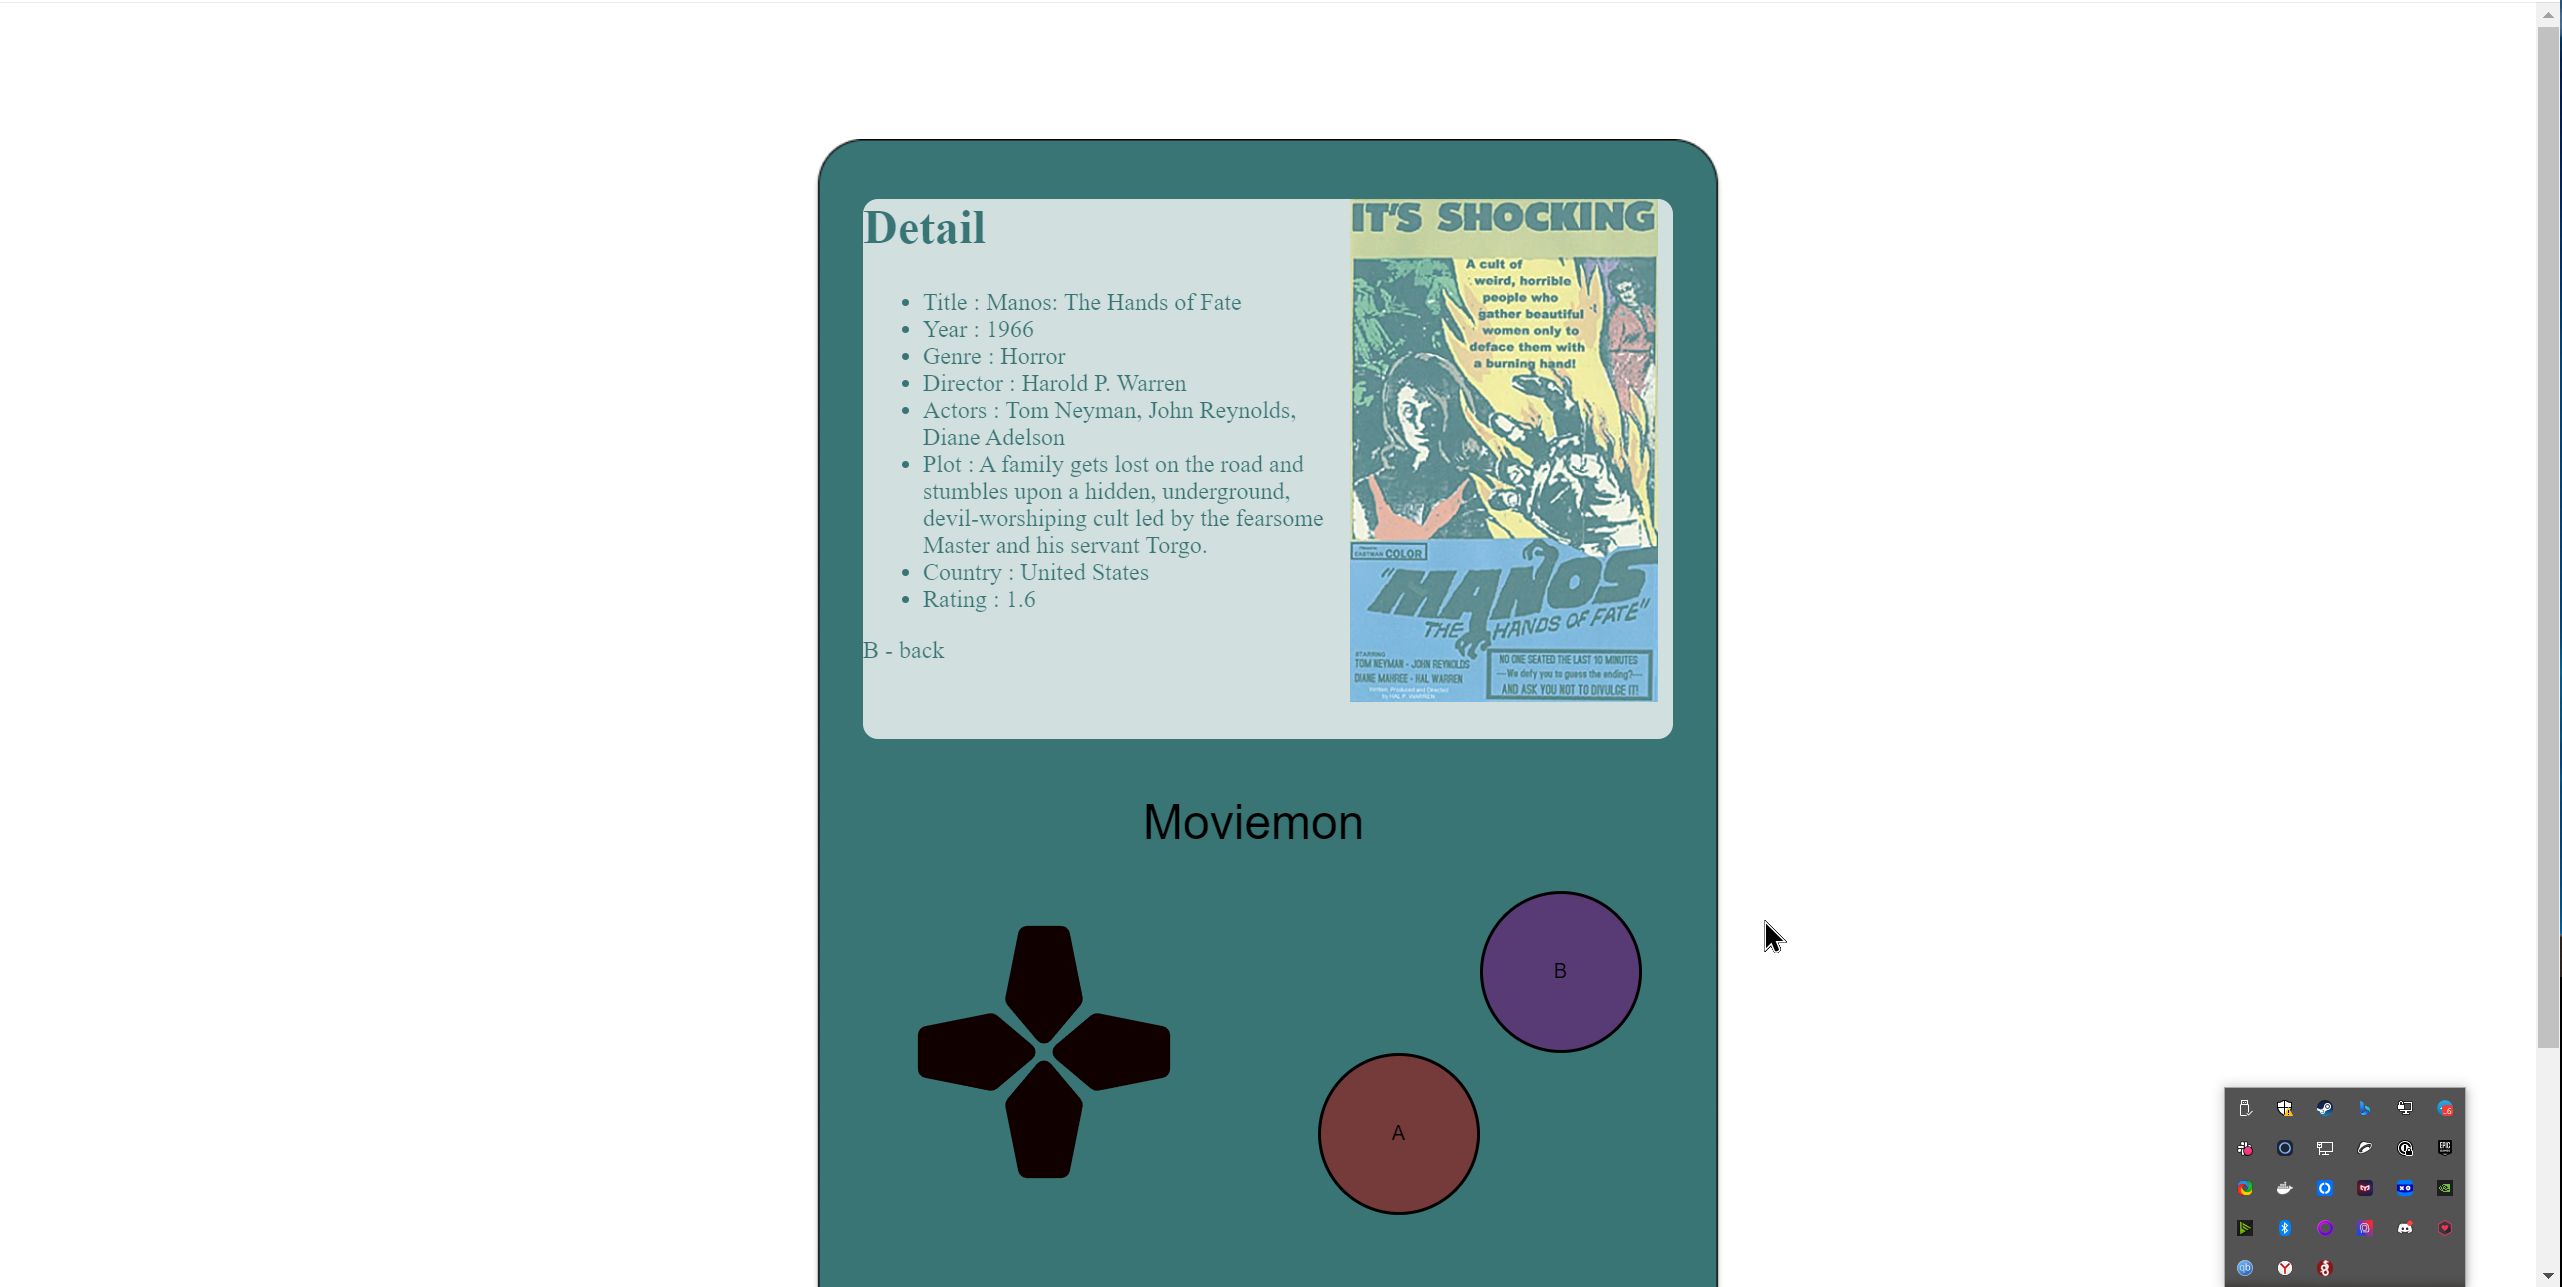 Detail
Title : Manos: The Hands of Fate
Year : 1966
Genre : Horror
Director : Harold P. Warren
Actors : Tom Neyman, John Reynolds,
Diane Adelson
Plot : A family gets lost on the road and
stumbles upon a hidden, underground,
devil-worshiping cult led by the fearsome
Master and his servant Torgo.
Country : United States
Rating : 1.6
B - back
IT'S SHOCKING
A cult of
weird, horrible
people who
gather beautiful
women only to
deface them with
a burning hand!
EASTMAN COLOR
"MANOS
THE HANDS OF FATE"
STARRING
TOM NEYMAN - JOHN REYNOLDS
DIANE MAHREE - HAL WARREN
Written, Produced and Directed
by HAL P. WARREN
NO ONE SEATED THE LAST 10 MINUTES
—We defy you to guess the ending?—
AND ASK YOU NOT TO DIVULGE IT!
Moviemon
B
A